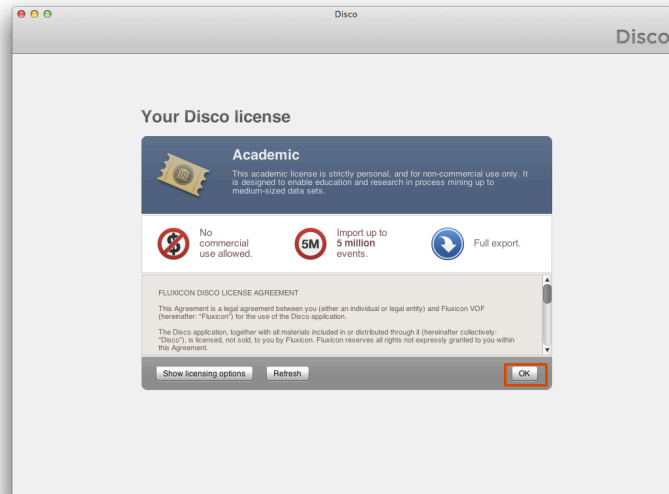 Disco
Disco
Your Disco license
Academic
This academic license is strictly personal, and for non-commercial use only. It
is designed to enable education and research in process mining up to
medium-sized data sets.
No
commercial
use allowed.
5M
Import up to
5 million
events.
Full export.
FLUXICON DISCO LICENSE AGREEMENT
This Agreement is a legal agreement between you (either an individual or legal entity) and Fluxicon VOF
(hereinafter: "Fluxicon") for the use of the Disco application.
The Disco application, together with all materials included in or distributed through it (hereinafter collectively:
"Disco"), is licensed, not sold, to you by Fluxicon. Fluxicon reserves all rights not expressly granted to you within
this Agreement.
Show licensing options
Refresh
OK